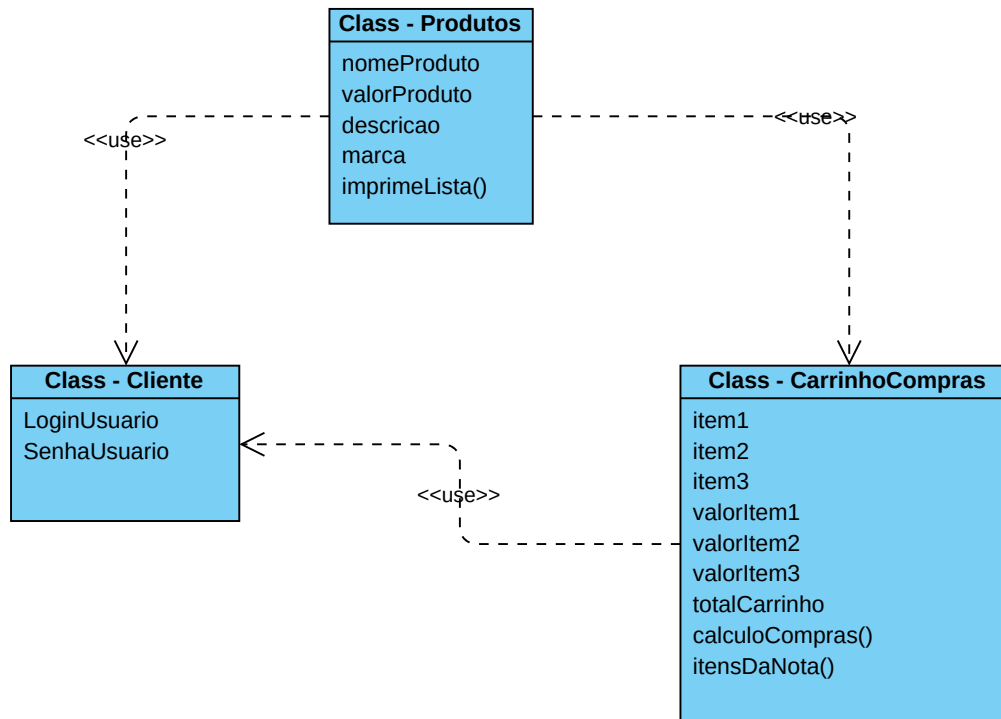 Class - Produtos
nomeProduto
valorProduto
descricao
marca
imprimeLista()
<<use>>
<<use>>
Class - Cliente
LoginUsuario
SenhaUsuario
<<use>>
Class - CarrinhoCompras
item1
item2
item3
valorItem1
valorItem2
valorItem3
totalCarrinho
calculoCompras()
itensDaNota()